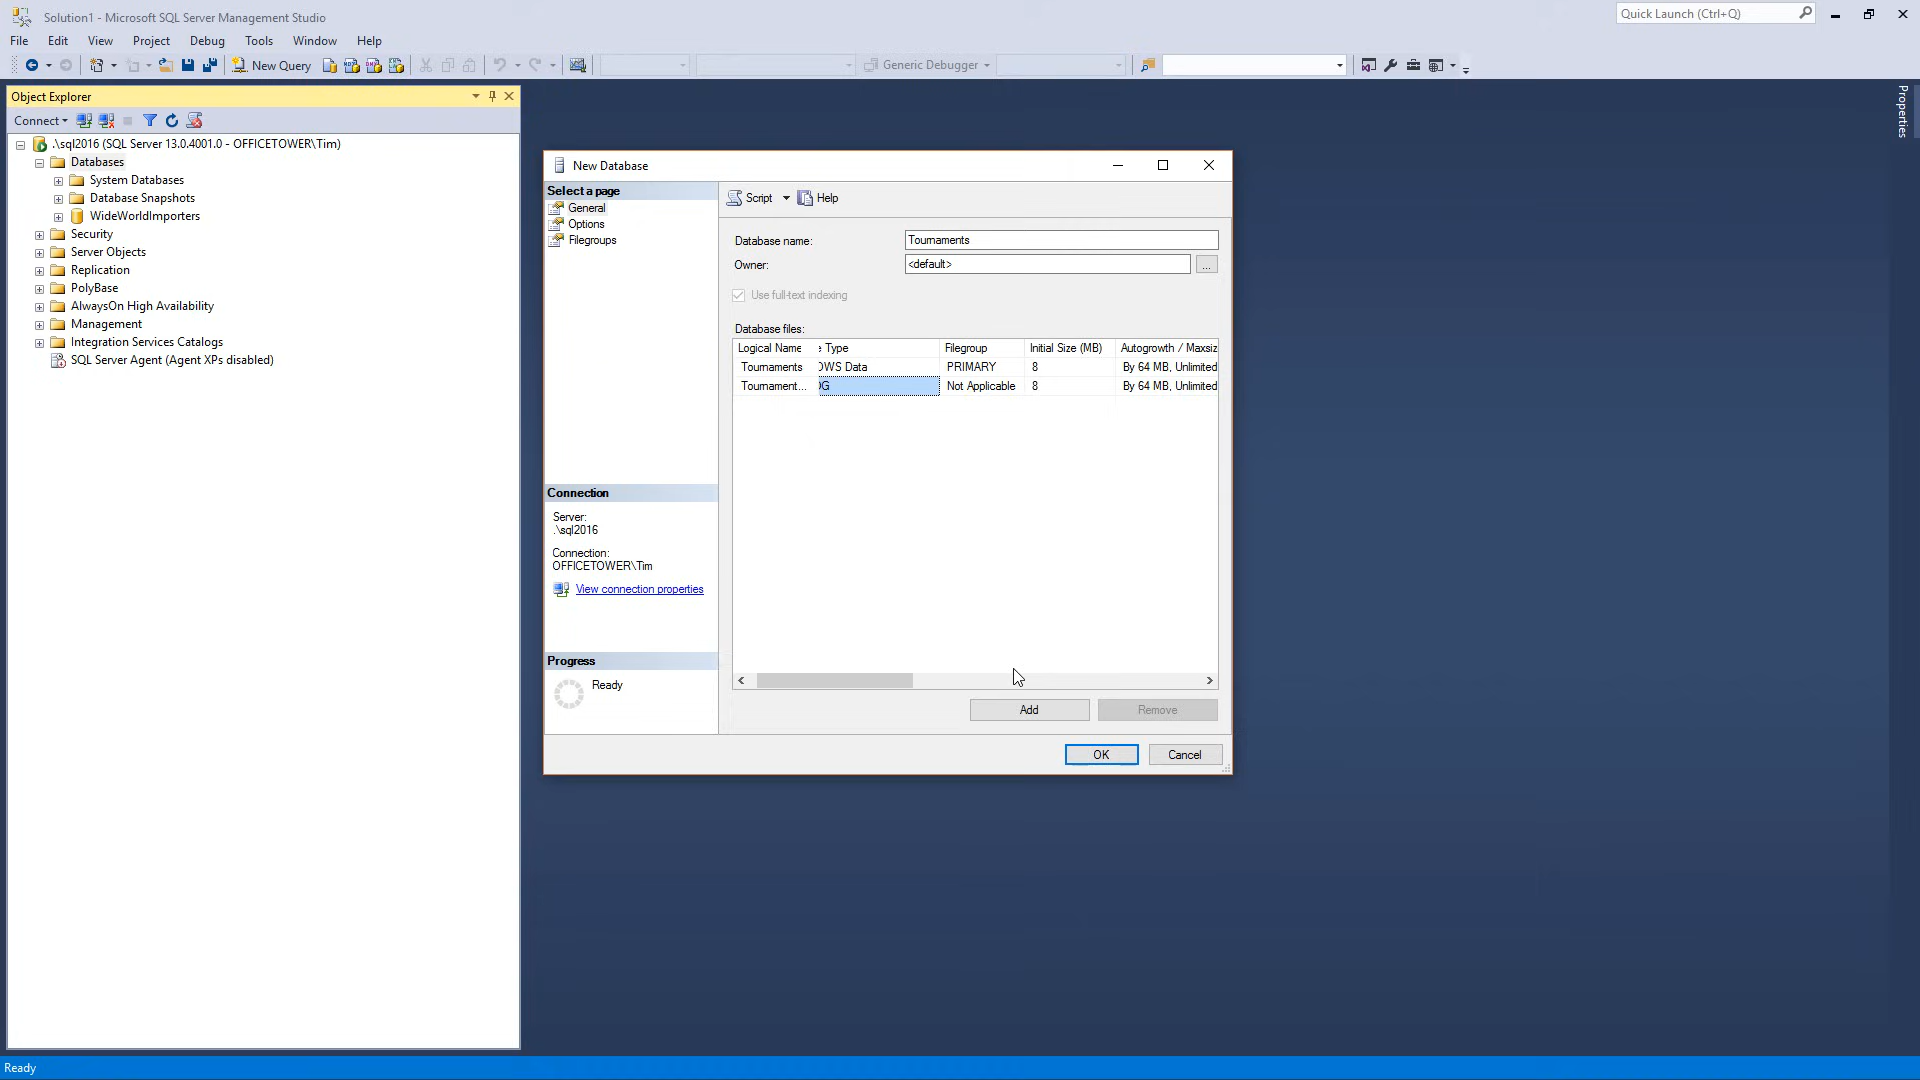 Solution1 - Microsoft SQL Server Management Studio
Quick Launch (Ctrl+Q)
File Edit View Project Debug Tools Window Help
New Query
Generic Debugger
Object Explorer
Properties
Connect
.\sql2016 (SQL Server 13.0.4001.0 - OFFICETOWER\Tim)
Databases
System Databases
Database Snapshots
WideWorldImporters
Security
Server Objects
Replication
PolyBase
AlwaysOn High Availability
Management
Integration Services Catalogs
SQL Server Agent (Agent XPs disabled)
New Database
Select a page
General
Options
Filegroups
Script
Help
Database name:
Tournaments
Owner:
<default>
...
Use full-text indexing
Database files:
Logical Name e Type Filegroup Initial Size (MB) Autogrowth / Maxsiz
Tournaments OWS Data PRIMARY 8 By 64 MB, Unlimited
Tournament... OG Not Applicable 8 By 64 MB, Unlimited
Connection
Server:
.\sql2016
Connection:
OFFICETOWER\Tim
View connection properties
Progress
Ready
Add
Remove
OK
Cancel
Ready